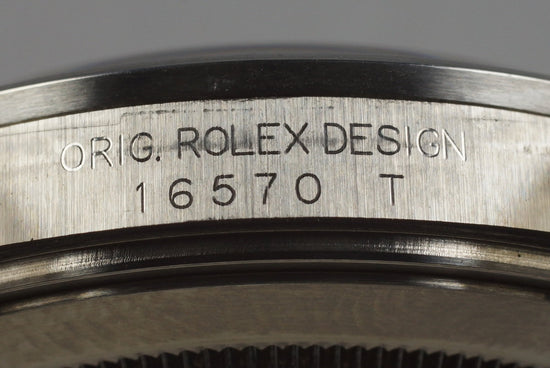 ORIG. ROLEX DESIGN
16570 T